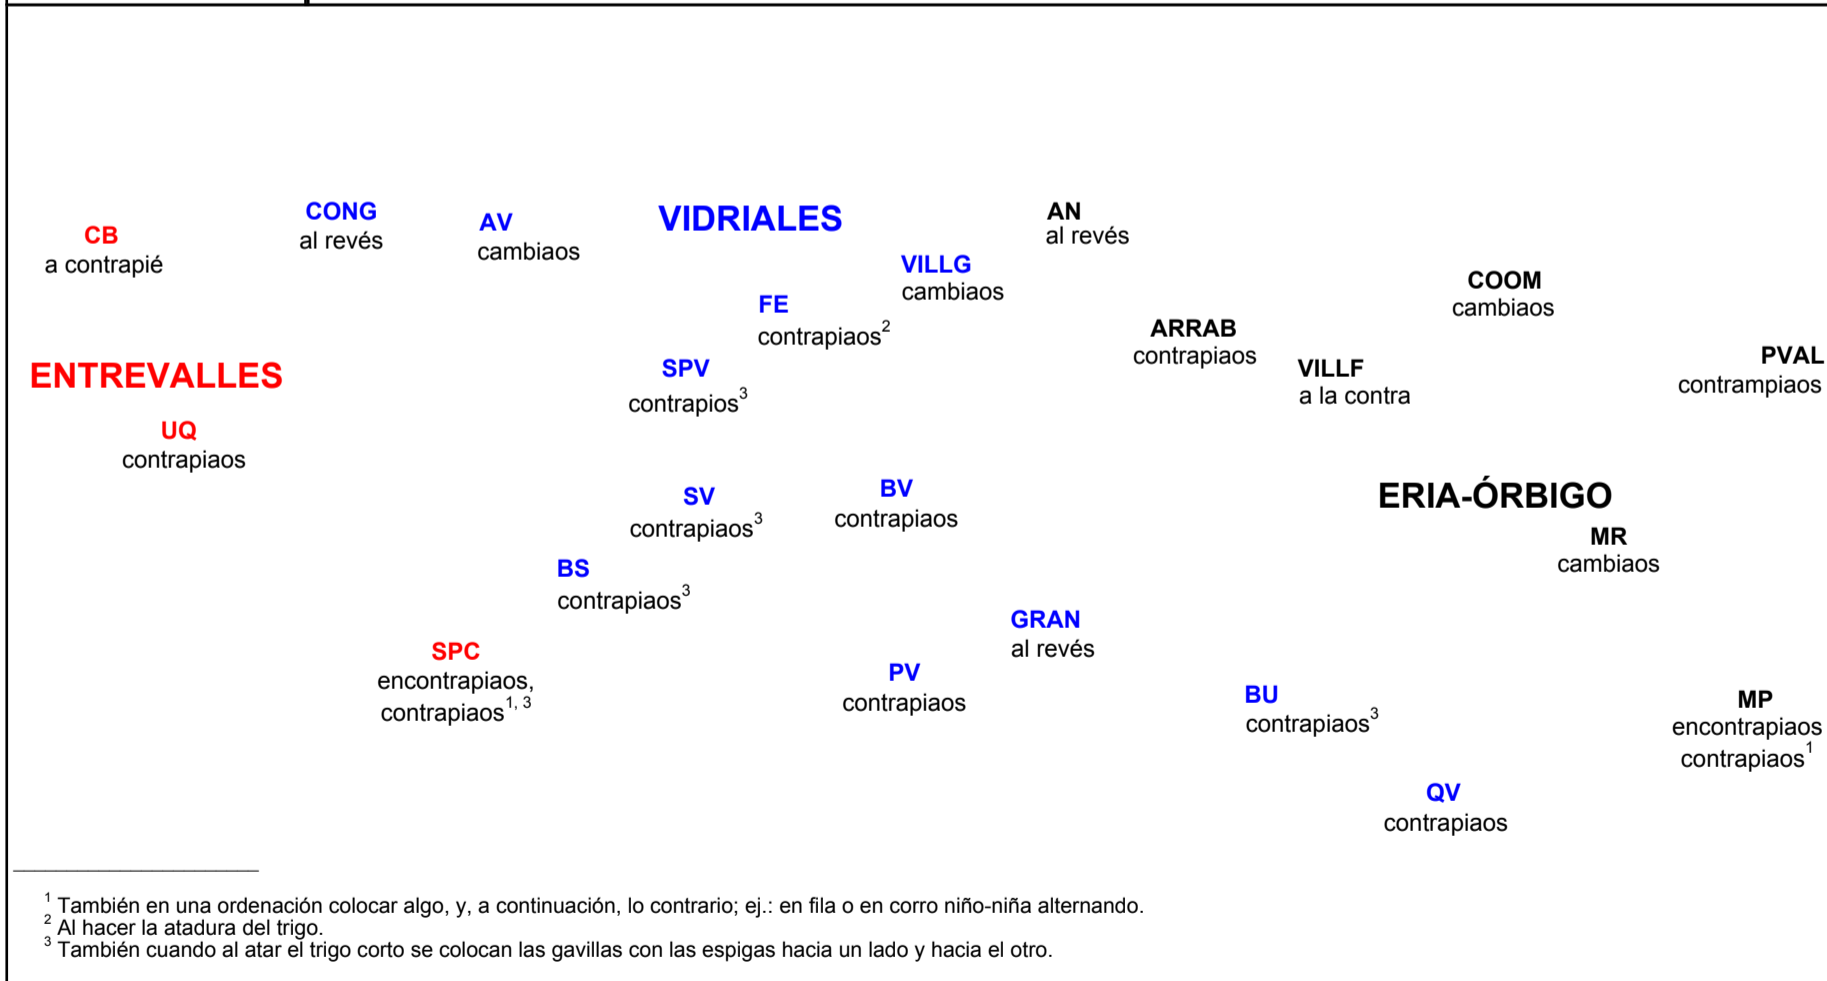 CONG
al revés
AV
cambiaos
VIDRIALES
AN
al revés
CB
a contrapié
VILLG
cambiaos
COOM
cambiaos
FE
contrapiaos²
ARRAB
contrapiaos
VILLF
a la contra
PVAL
contrampiaos
SPV
contrapios³
ENTREVALLES
UQ
contrapiaos
SV
contrapiaos³
BV
contrapiaos
ERIA-ÓRBIGO
MR
cambiaos
BS
contrapiaos³
GRAN
al revés
SPC
encontrapiaos,
contrapiaos¹, ³
PV
contrapiaos
BU
contrapiaos³
MP
encontrapiaos
contrapiaos¹
QV
contrapiaos
¹ También en una ordenación colocar algo, y, a continuación, lo contrario; ej.: en fila o en corro niño-niña alternando.
² Al hacer la atadura del trigo.
³ También cuando al atar el trigo corto se colocan las gavillas con las espigas hacia un lado y hacia el otro.